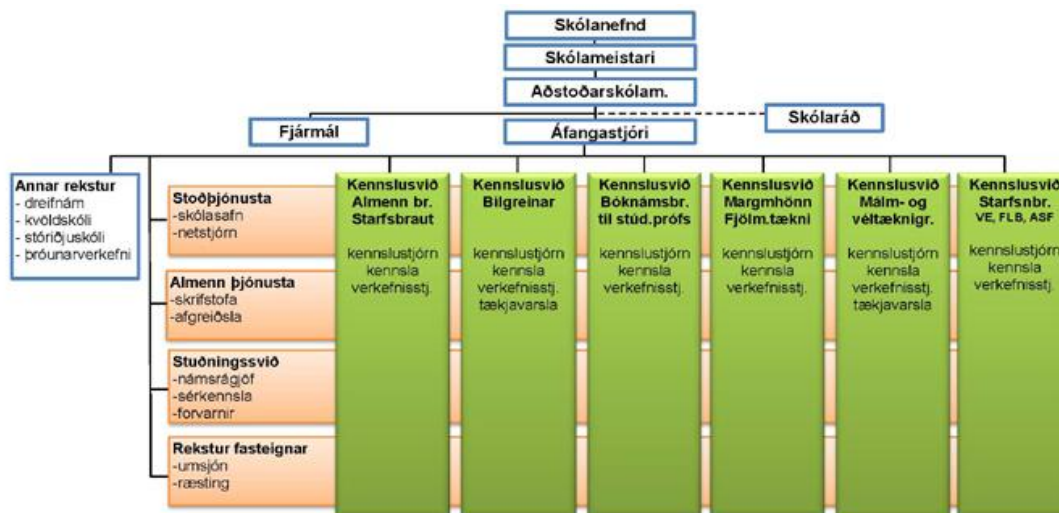 Skólanefnd
Skólameistari
Aðstoðarskólam.
Skólaráð
Fjármál
Áfangastjóri
Annar rekstur
- dreifnám
- kvöldskóli
- stóriðjuskóli
- þróunarverkefni
Stoðþjónusta
-skólasafn
-netstjórn
Almenn þjónusta
-skrifstofa
-afgreiðsla
Stuðningssvið
-námsrágjöf
-sérkennsla
-forvarnir
Rekstur fasteignar
-umsjón
-ræsting
Kennslusvið
Almenn br.
Starfsbraut
kennslustjórn
kennsla
verkefnisstj.
Kennslusvið
Bilgreinar
kennslustjórn
kennsla
verkefnisstj.
tækjavarsla
Kennslusvið
Bóknámsbr.
til stúd.prófs
kennslustjórn
kennsla
verkefnisstj.
Kennslusvið
Margmhönn
Fjölm.tækni
kennslustjórn
kennsla
verkefnisstj.
Kennslusvið
Málm- og
véltæknigr.
kennslustjórn
kennsla
verkefnisstj.
tækjavarsla
Kennslusvið
Starfsnbr.
VE, FLB, ASF
kennslustjórn
kennsla
verkefnisstj.